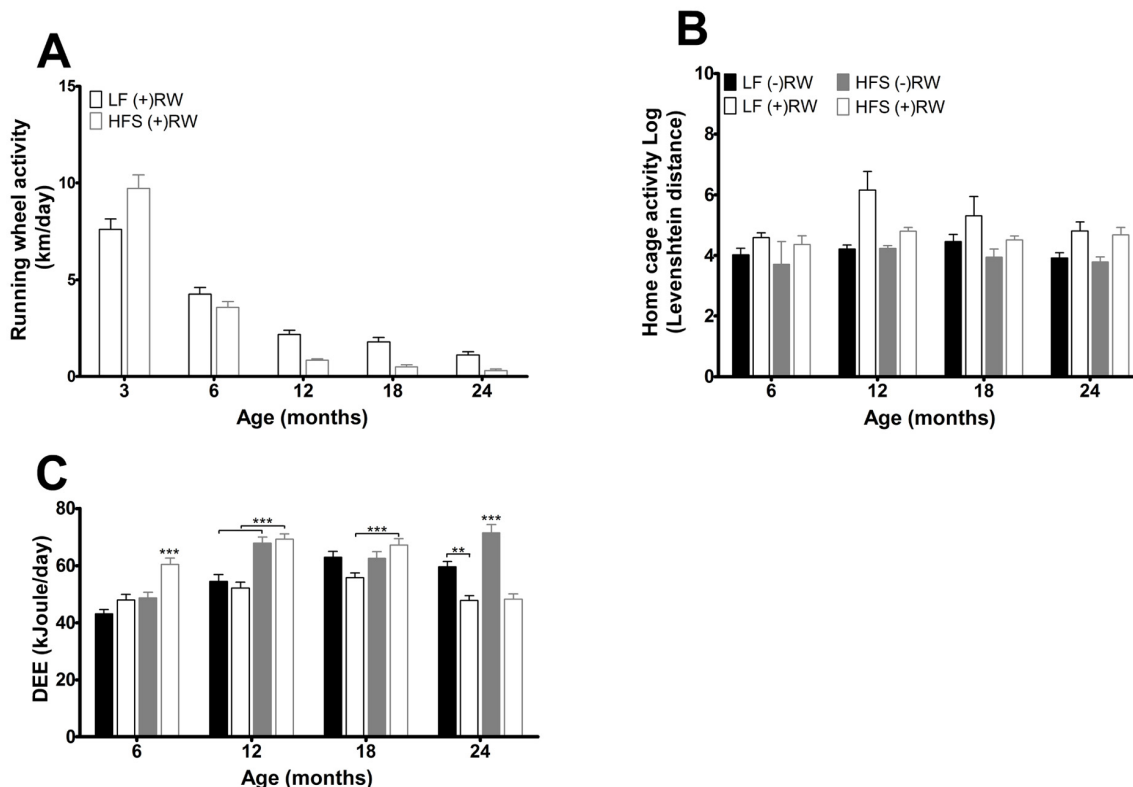 A
15
10
5
0
LF (+)RW
HFS (+)RW
Running wheel activity
(km/day)
3 6 12 18 24
Age (months)
B
10
8
6
4
2
0
LF (-)RW HFS (-)RW
LF (+)RW HFS (+)RW
Home cage activity Log
(Levenshtein distance)
6 12 18 24
Age (months)
C
80
60
40
20
0
DEE (kJoule/day)
***
***
***
**
***
6 12 18 24
Age (months)